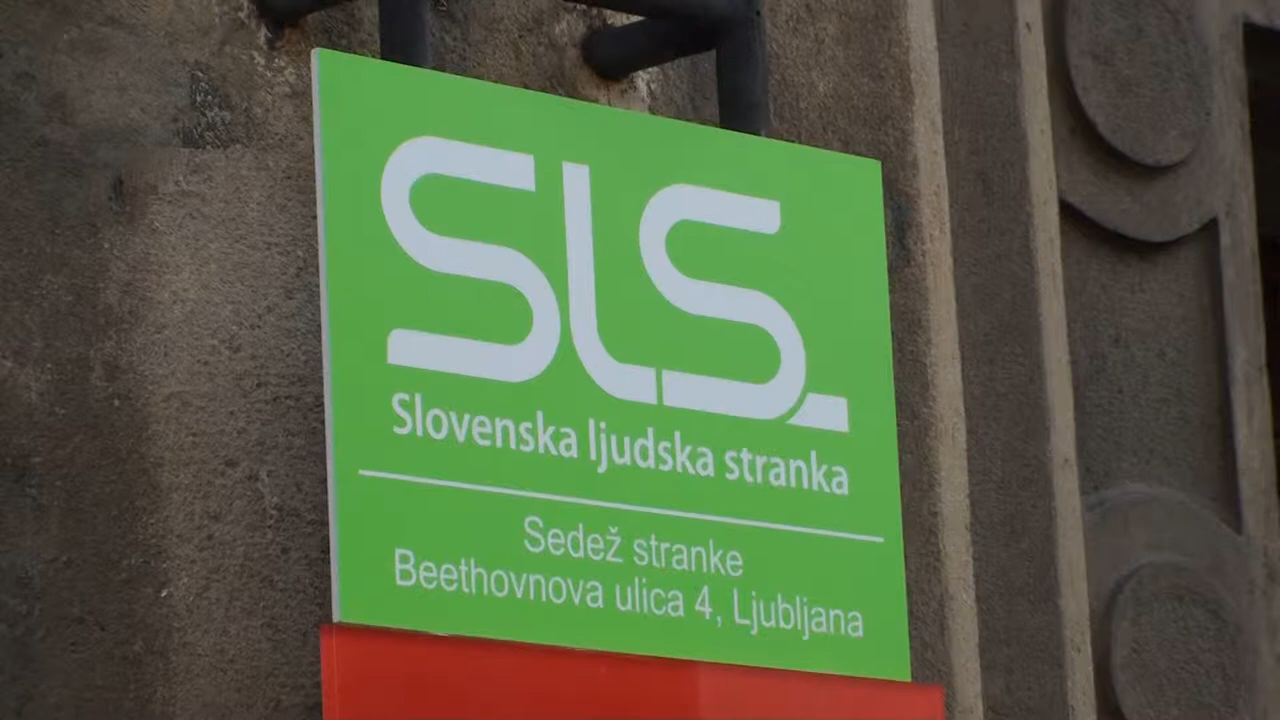 SLS
Slovenska ljudska stranka
Sedež stranke
Beethovnova ulica 4, Ljubljana